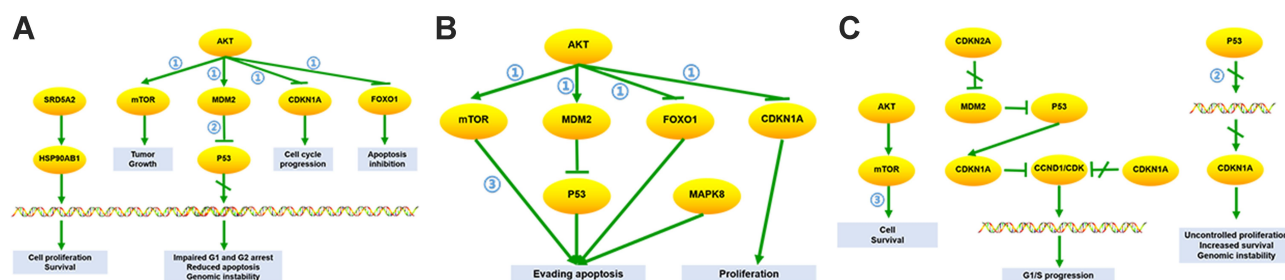 A
AKT
①
①
①
①
SRD5A2
mTOR
MDM2
CDKN1A
FOXO1
②
HSP90AB1
Tumor
Growth
P53
Cell cycle
progression
Apoptosis
inhibition
Cell proliferation
Survival
Impaired G1 and G2 arrest
Reduced apoptosis
Genomic instability
B
AKT
①
①
①
①
mTOR
MDM2
FOXO1
CDKN1A
③
P53
MAPK8
Evading apoptosis
Proliferation
C
CDKN2A
P53
②
AKT
MDM2
P53
mTOR
CDKN1A
CCND1/CDK
CDKN1A
CDKN1A
③
Cell
Survival
G1/S progression
Uncontrolled proliferation
Increased survival
Genomic instability